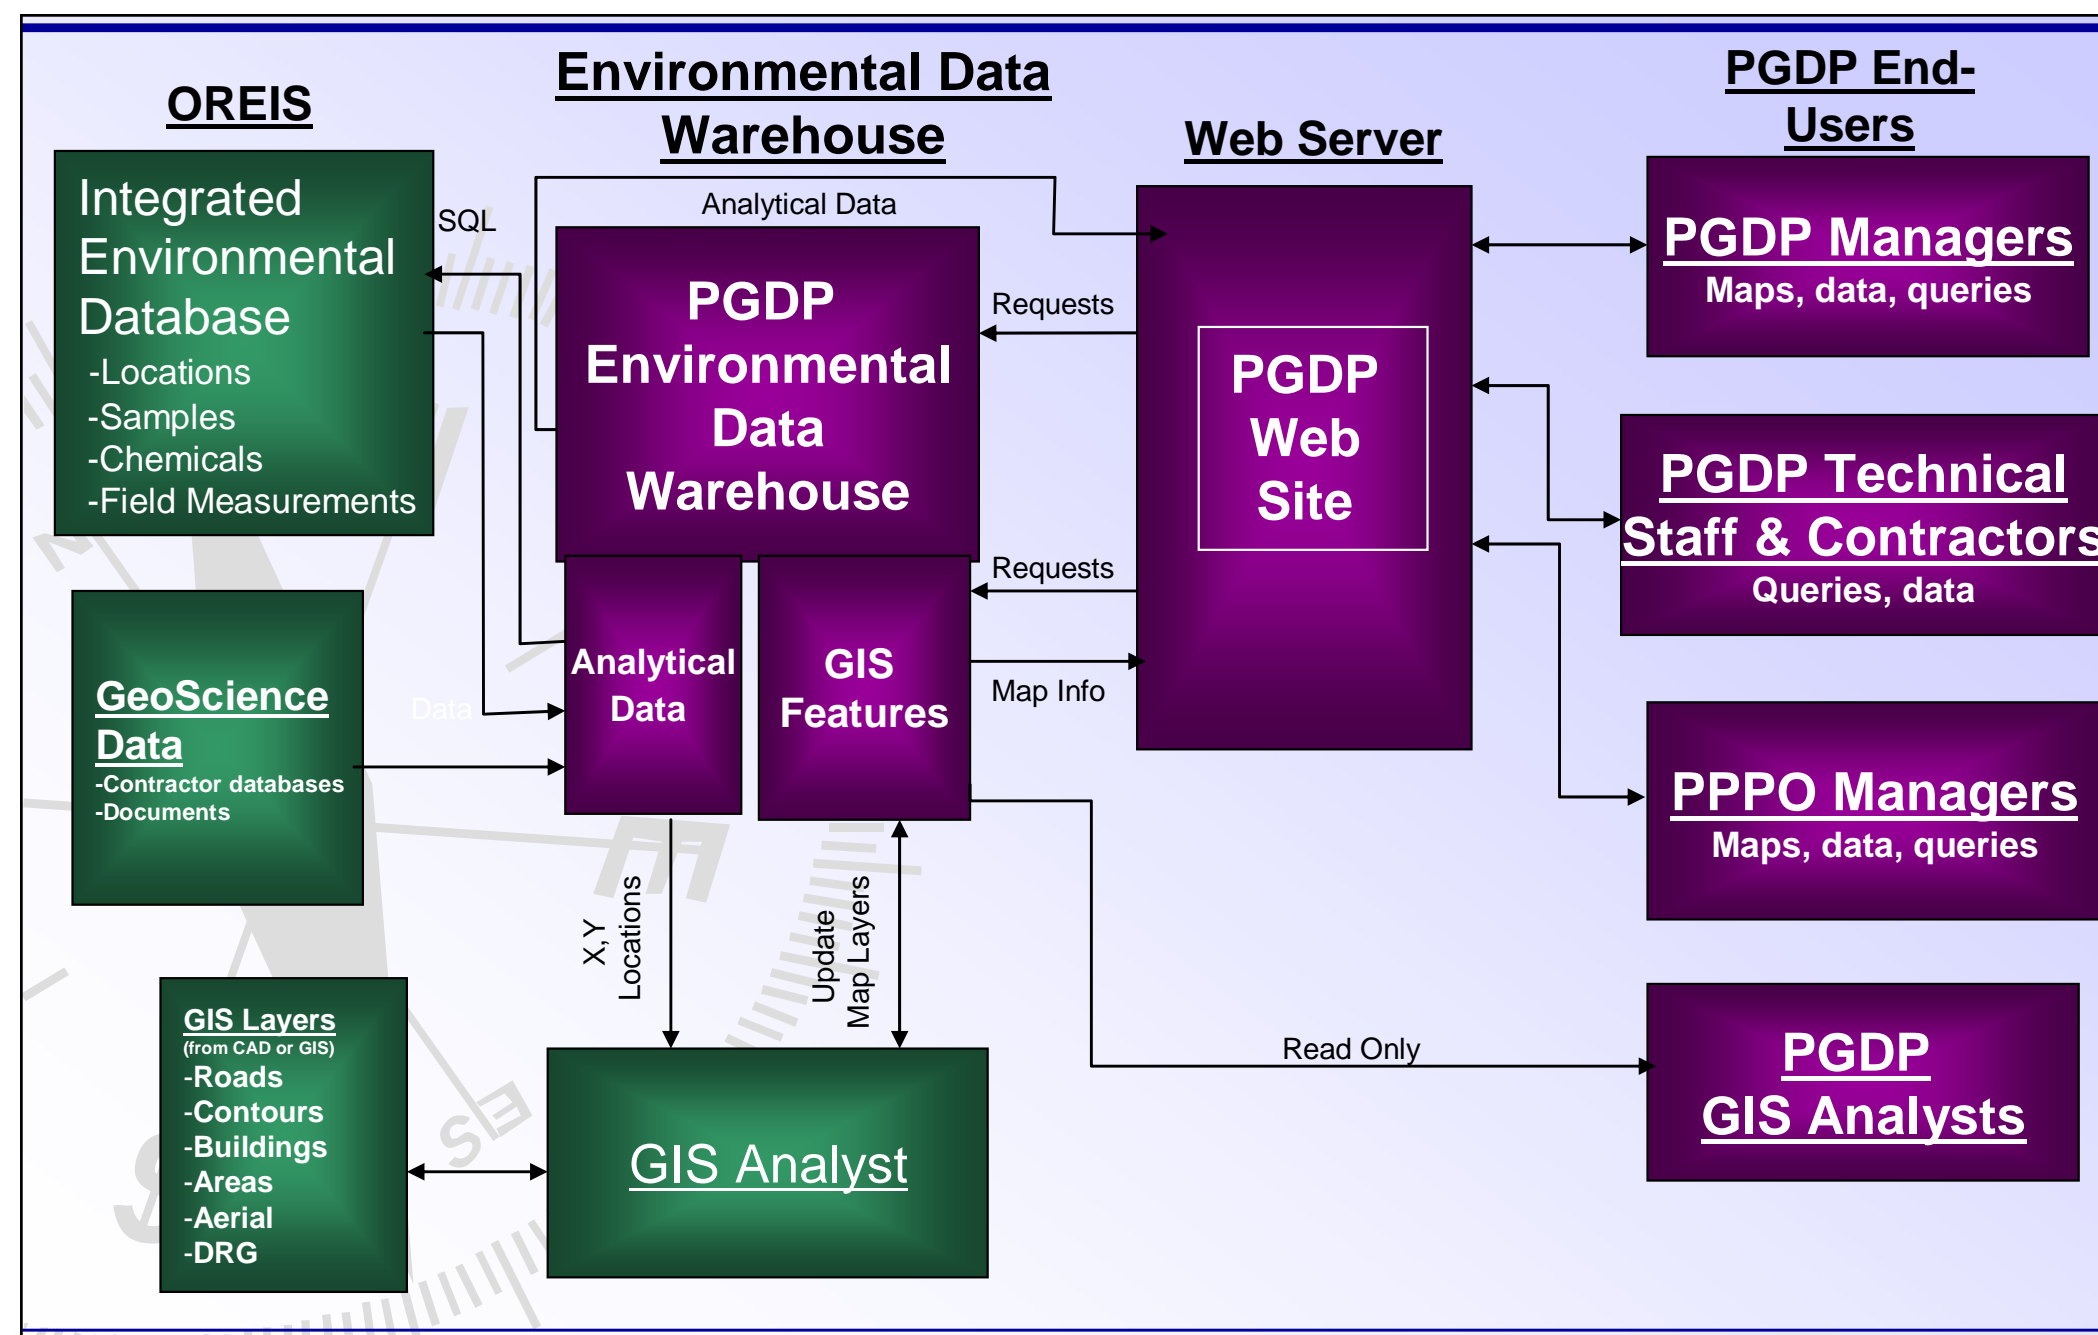 OREIS
Integrated
Environmental
Database
-Locations
-Samples
-Chemicals
-Field Measurements
SQL
GeoScience
Data
-Contractor databases
-Documents
Data
GIS Layers
(from CAD or GIS)
-Roads
-Contours
-Buildings
-Areas
-Aerial
-DRG
Environmental Data
Warehouse
Analytical Data
PGDP
Environmental
Data
Warehouse
Analytical
Data
GIS
Features
X,Y
Locations
Update
Map Layers
GIS Analyst
Requests
Requests
Map Info
Web Server
PGDP
Web
Site
Read Only
PGDP End-
Users
PGDP Managers
Maps, data, queries
PGDP Technical
Staff & Contractors
Queries, data
PPPO Managers
Maps, data, queries
PGDP
GIS Analysts
N
E
SE
S